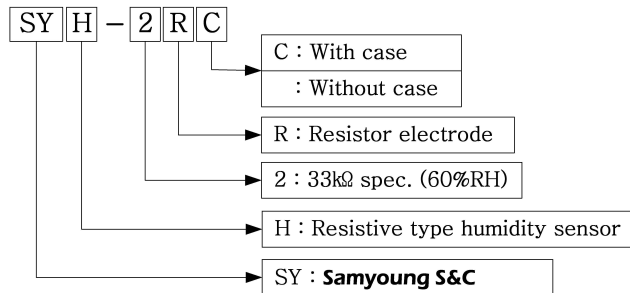 SY H - 2 R C
C : With case
: Without case
R : Resistor electrode
2 : 33kΩ spec. (60%RH)
H : Resistive type humidity sensor
SY : Samyoung S&C